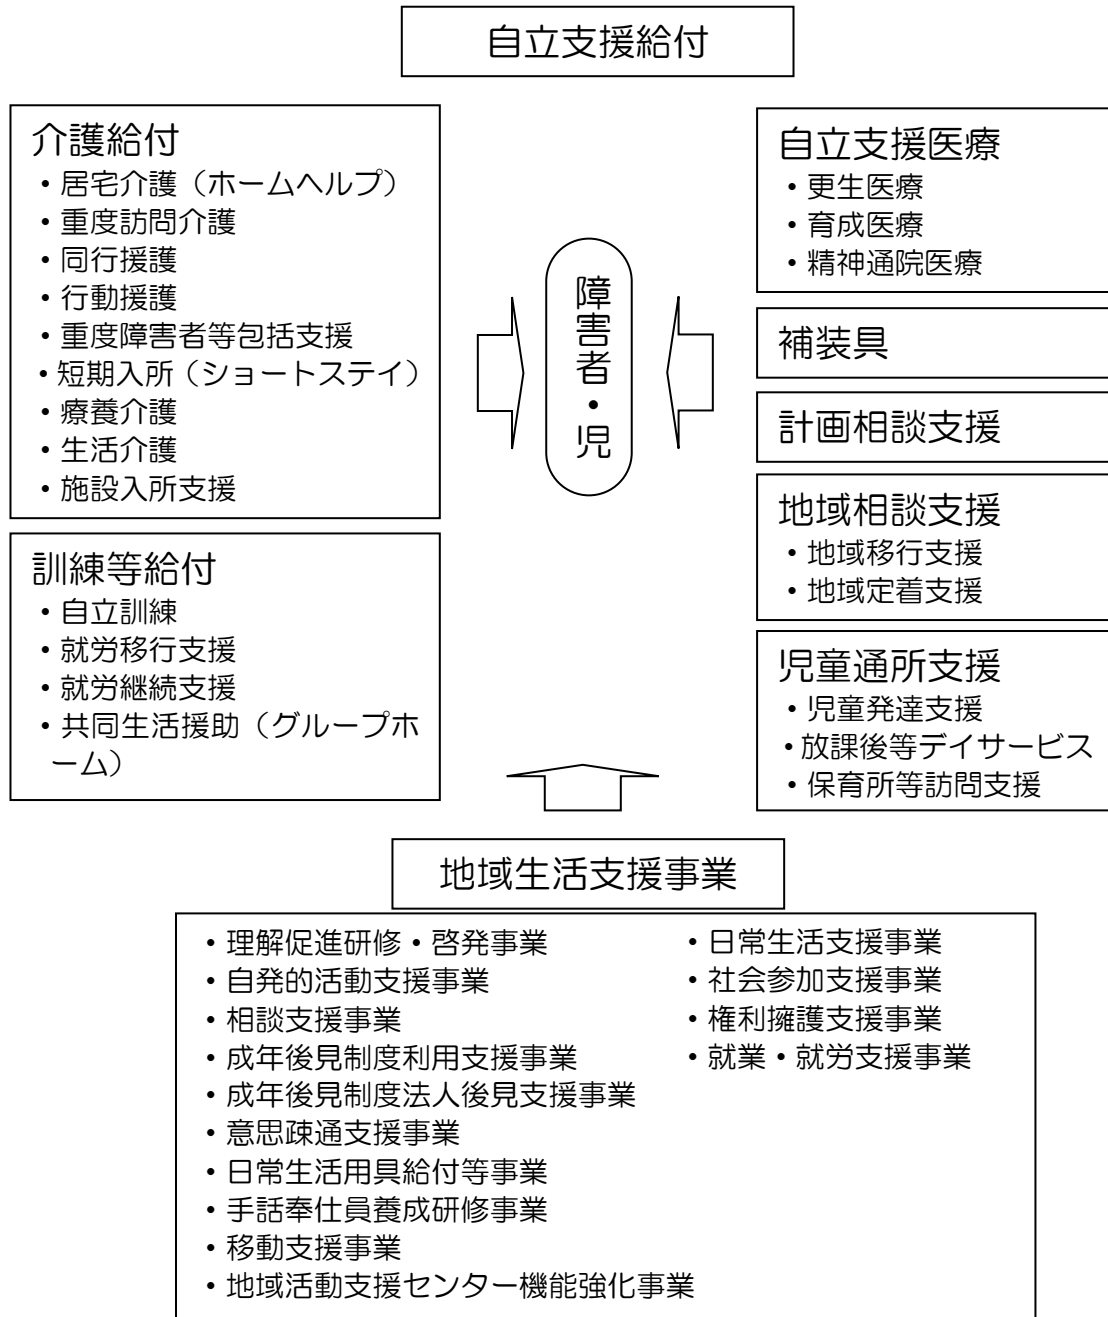 自立支援給付
介護給付
・居宅介護（ホームヘルプ）
・重度訪問介護
・同行援護
・行動援護
・重度障害者等包括支援
・短期入所（ショートステイ）
・療養介護
・生活介護
・施設入所支援
訓練等給付
・自立訓練
・就労移行支援
・就労継続支援
・共同生活援助（グループホ
ーム）
障害者・児
自立支援医療
・更生医療
・育成医療
・精神通院医療
補装具
計画相談支援
地域相談支援
・地域移行支援
・地域定着支援
児童通所支援
・児童発達支援
・放課後等デイサービス
・保育所等訪問支援
地域生活支援事業
・理解促進研修・啓発事業
・自発的活動支援事業
・相談支援事業
・成年後見制度利用支援事業
・成年後見制度法人後見支援事業
・意思疎通支援事業
・日常生活用具給付等事業
・手話奉仕員養成研修事業
・移動支援事業
・地域活動支援センター機能強化事業
・日常生活支援事業
・社会参加支援事業
・権利擁護支援事業
・就業・就労支援事業